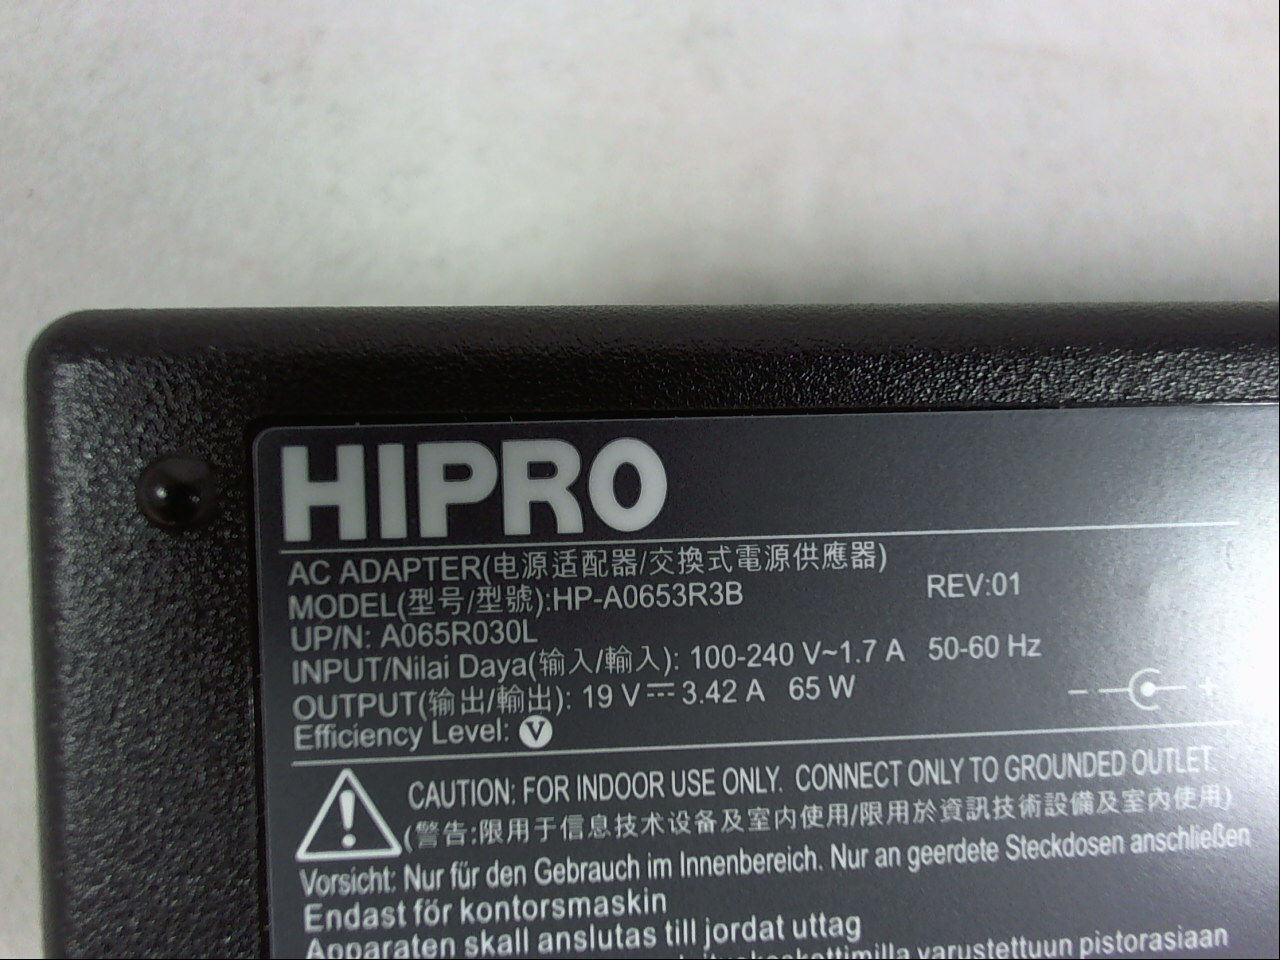 HIPRO
AC ADAPTER(电源适配器/交換式電源供應器)
MODEL(型号/型號):HP-A0653R3B REV:01
UP/N: A065R030L
INPUT/Nilai Daya(输入/輸入): 100-240 V~1.7 A 50-60 Hz
OUTPUT(输出/輸出): 19 V⎓3.42 A 65 W
- +
Efficiency Level: V
CAUTION: FOR INDOOR USE ONLY. CONNECT ONLY TO GROUNDED OUTLET.
(警告:限用于信息技术设备及室内使用/限用於資訊技術設備及室內使用)
Vorsicht: Nur für den Gebrauch im Innenbereich. Nur an geerdete Steckdosen anschließen
Endast för kontorsmaskin
Apparaten skall anslutas till jordat uttag
varustettuun pistorasiaan